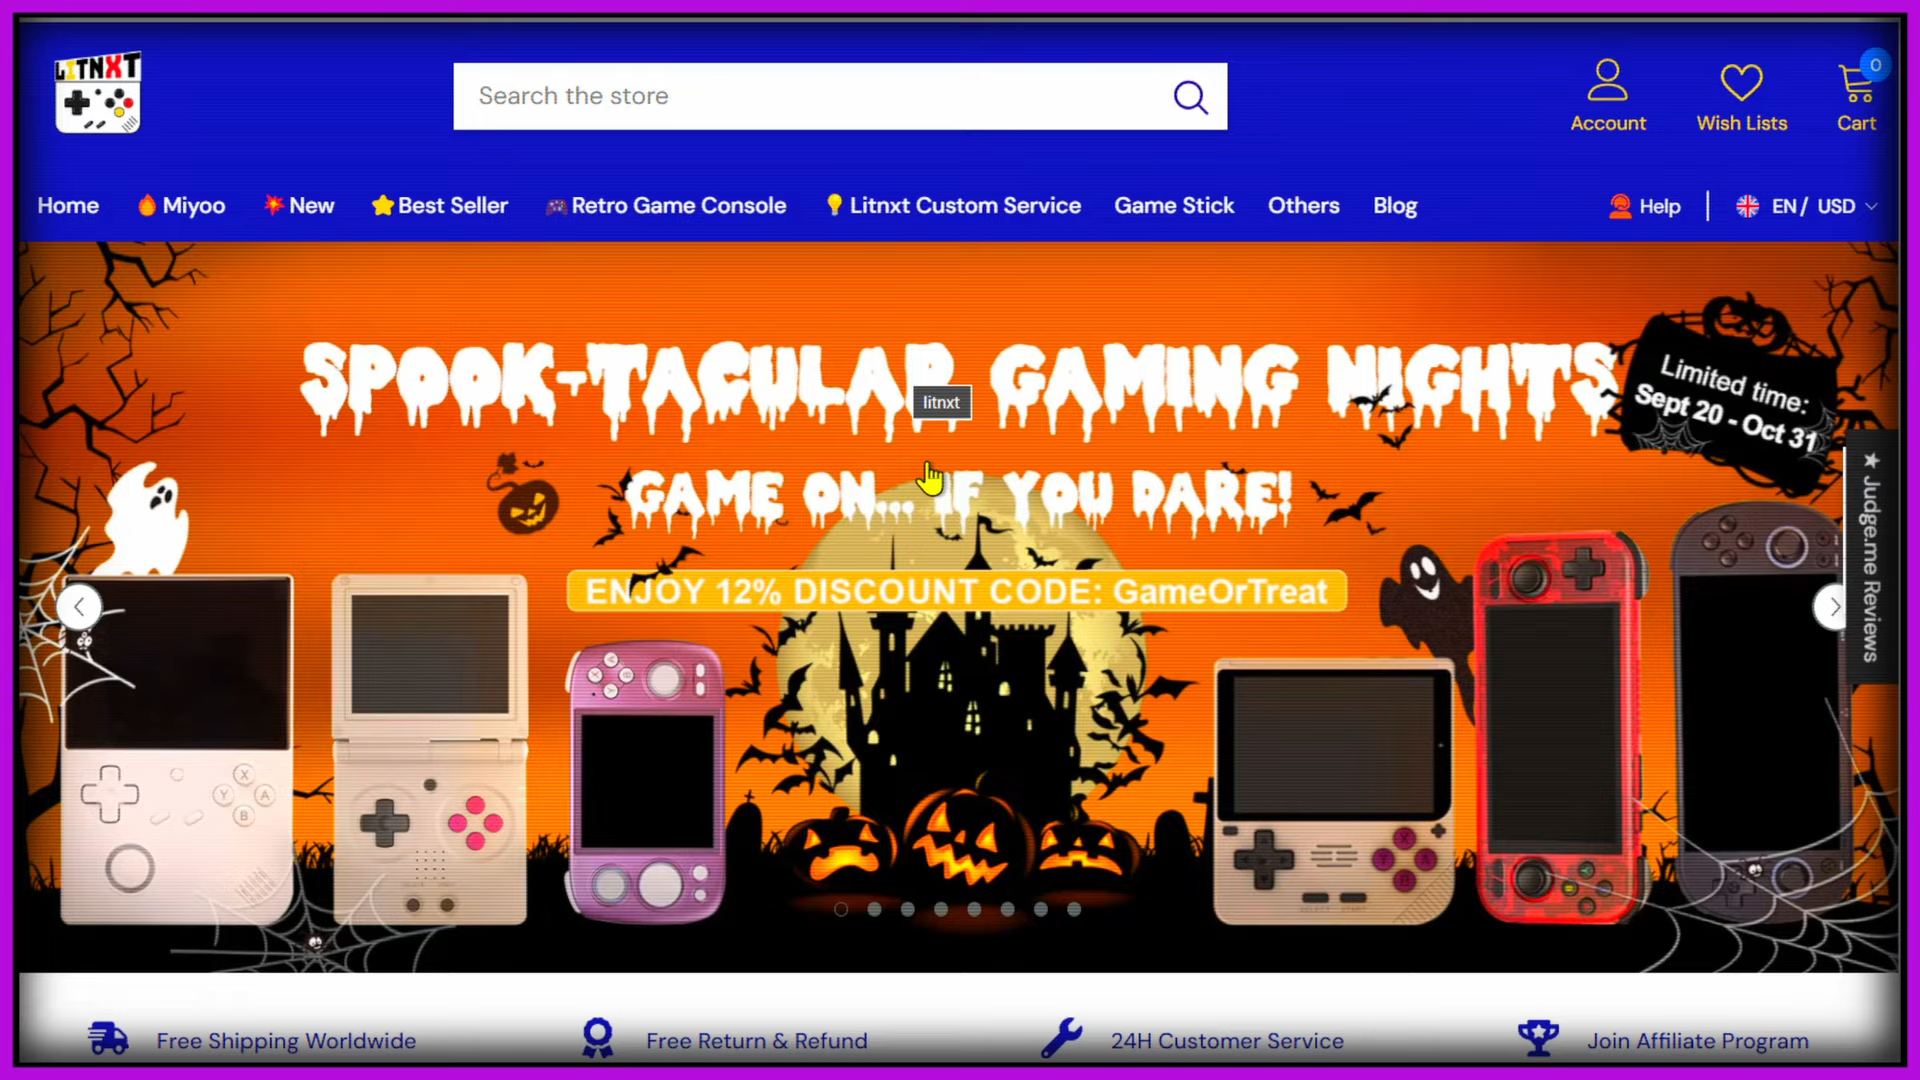 LITNXT
Search the store
0
Account
Wish Lists
Cart
Home
Miyoo
New
Best Seller
Retro Game Console
Litnxt Custom Service
Game Stick
Others
Blog
Help
EN / USD
SPOOK-TACULAR GAMING NIGHTS
litnxt
Limited time:
Sept 20 - Oct 31
GAME ON... IF YOU DARE!
ENJOY 12% DISCOUNT CODE: GameOrTreat
★ Judge.me Reviews
X
Y A
B
X
Y A
B
SELECT START
Free Shipping Worldwide
Free Return & Refund
24H Customer Service
Join Affiliate Program